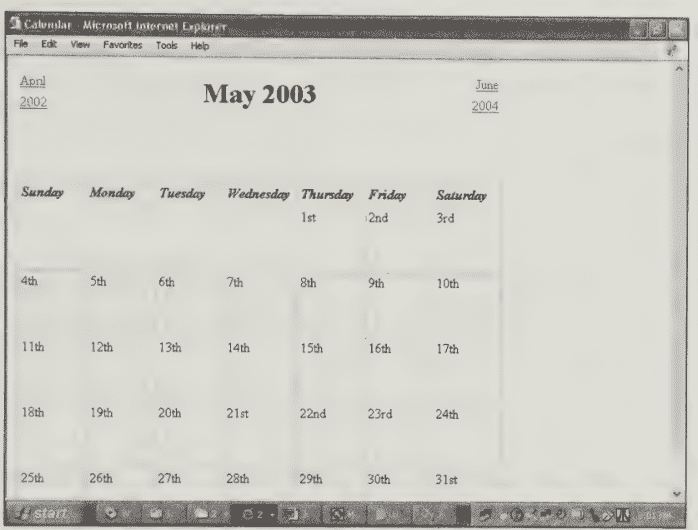 Calendar - Microsoft Internet Explorer
File Edit View Favorites Tools Help
April May 2003 June
2002 2004
Sunday Monday Tuesday Wednesday Thursday Friday Saturday
1st 2nd 3rd
4th 5th 6th 7th 8th 9th 10th
11th 12th 13th 14th 15th 16th 17th
18th 19th 20th 21st 22nd 23rd 24th
25th 26th 27th 28th 29th 30th 31st
start